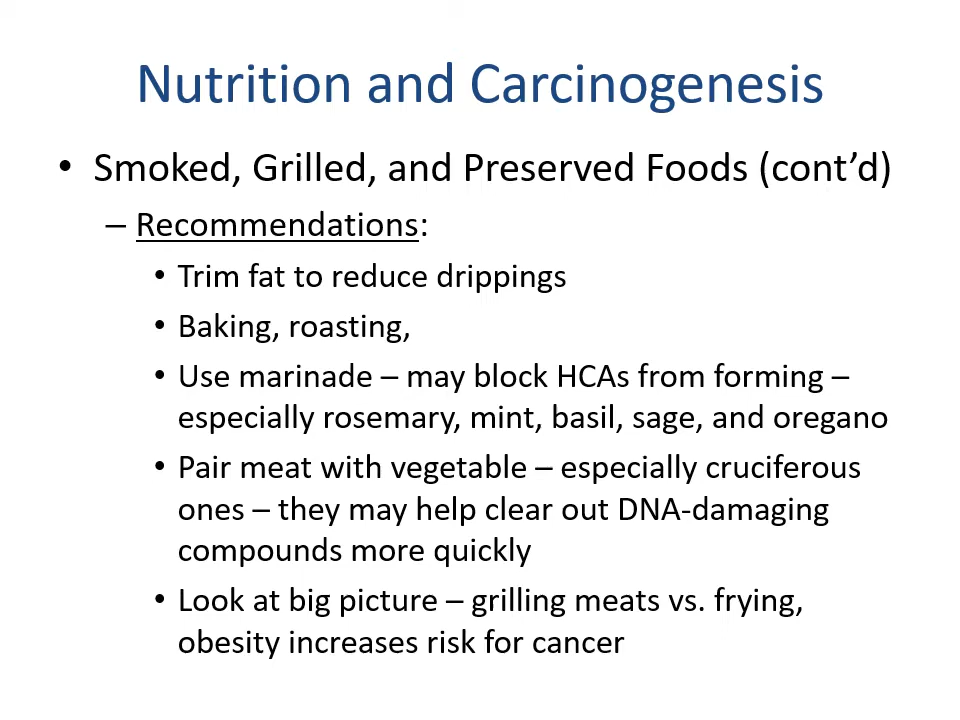 Nutrition and Carcinogenesis
• Smoked, Grilled, and Preserved Foods (cont’d)
– Recommendations:
• Trim fat to reduce drippings
• Baking, roasting,
• Use marinade – may block HCAs from forming –
especially rosemary, mint, basil, sage, and oregano
• Pair meat with vegetable – especially cruciferous
ones – they may help clear out DNA-damaging
compounds more quickly
• Look at big picture – grilling meats vs. frying,
obesity increases risk for cancer